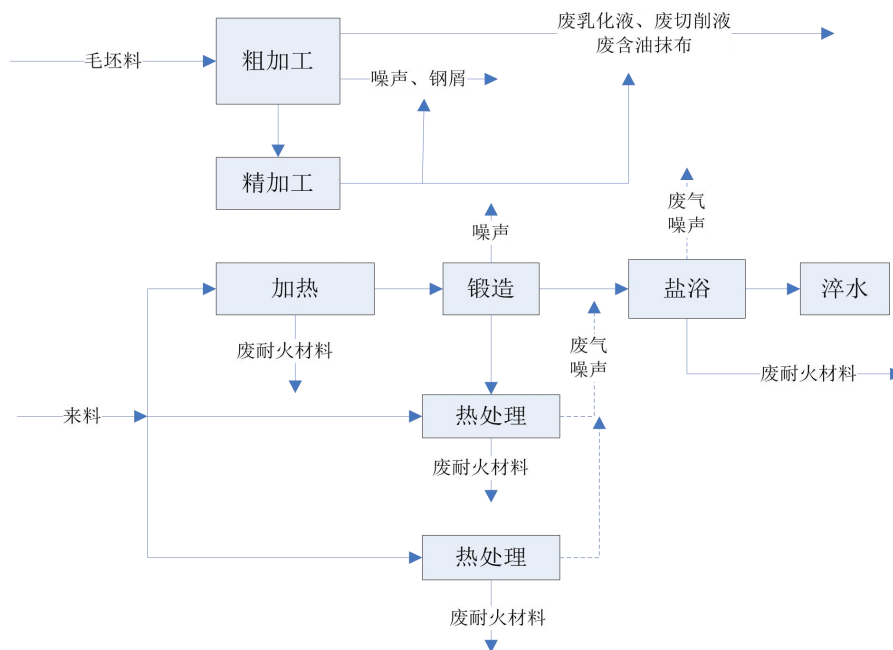 废乳化液、废切削液
废含油抹布
毛坯料
粗加工
噪声、钢屑
精加工
废气
噪声
噪声
加热
锻造
盐浴
淬水
废耐火材料
废气
噪声
废耐火材料
来料
热处理
废耐火材料
热处理
废耐火材料